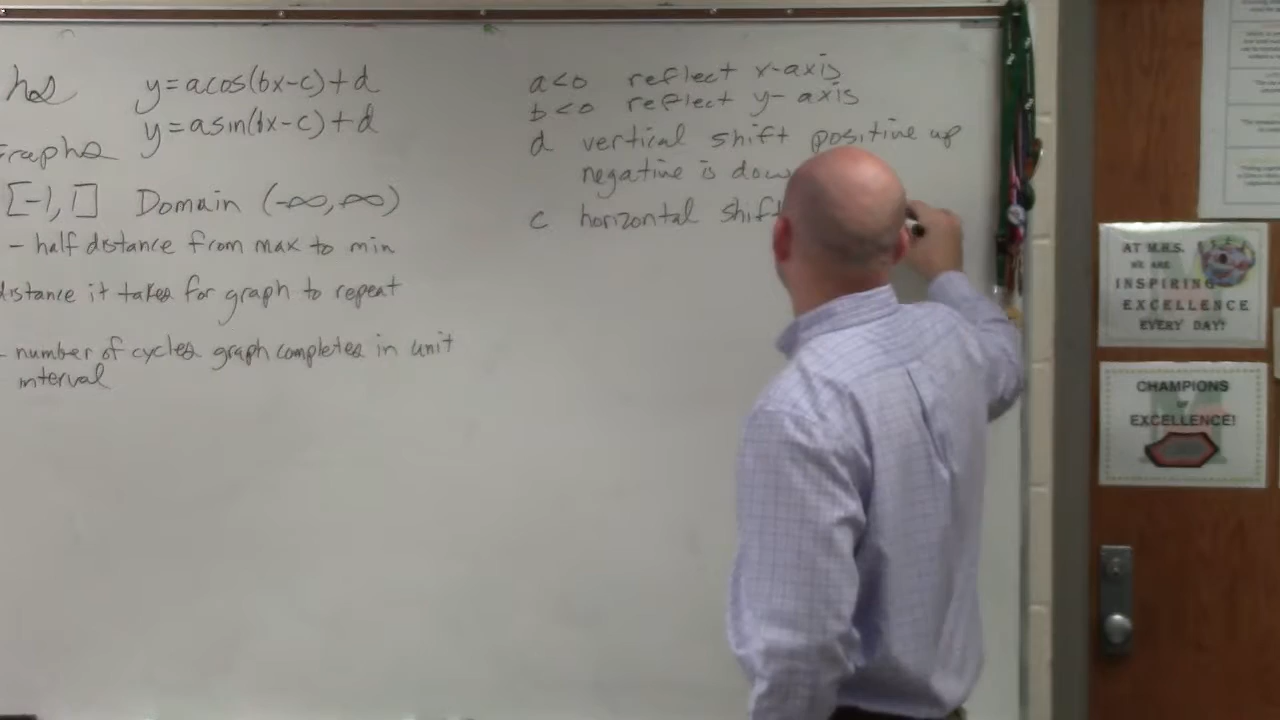 y=acos(bx-c)+d
y=asin(bx-c)+d
Graphs
[-1, 1] Domain (-∞, ∞)
- half distance from max to min
distance it takes for graph to repeat
- number of cycles graph completes in unit
interval
a<0 reflect x-axis
b<0 reflect y-axis
d vertical shift positive up
negative is down
c horizontal shift
AT M.H.S.
WE ARE
INSPIRING
EXCELLENCE
EVERY DAY!
CHAMPIONS
OF
EXCELLENCE!